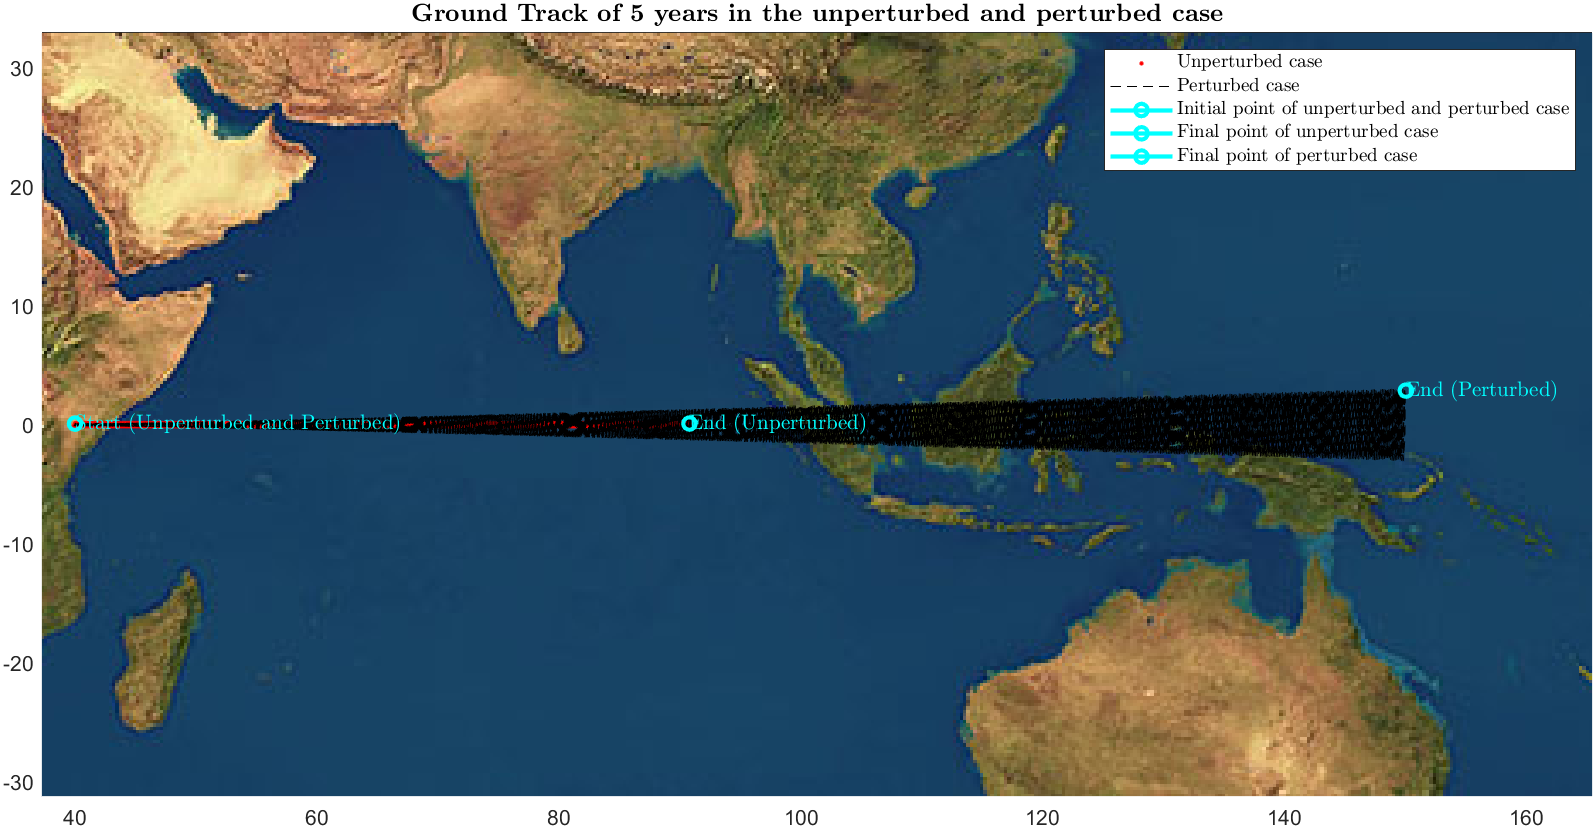 Ground Track of 5 years in the unperturbed and perturbed case
Unperturbed case
Perturbed case
Initial point of unperturbed and perturbed case
Final point of unperturbed case
Final point of perturbed case
30
20
10
0
-10
-20
-30
End (Perturbed)
Start (Unperturbed and Perturbed)
End (Unperturbed)
40 60 80 100 120 140 160